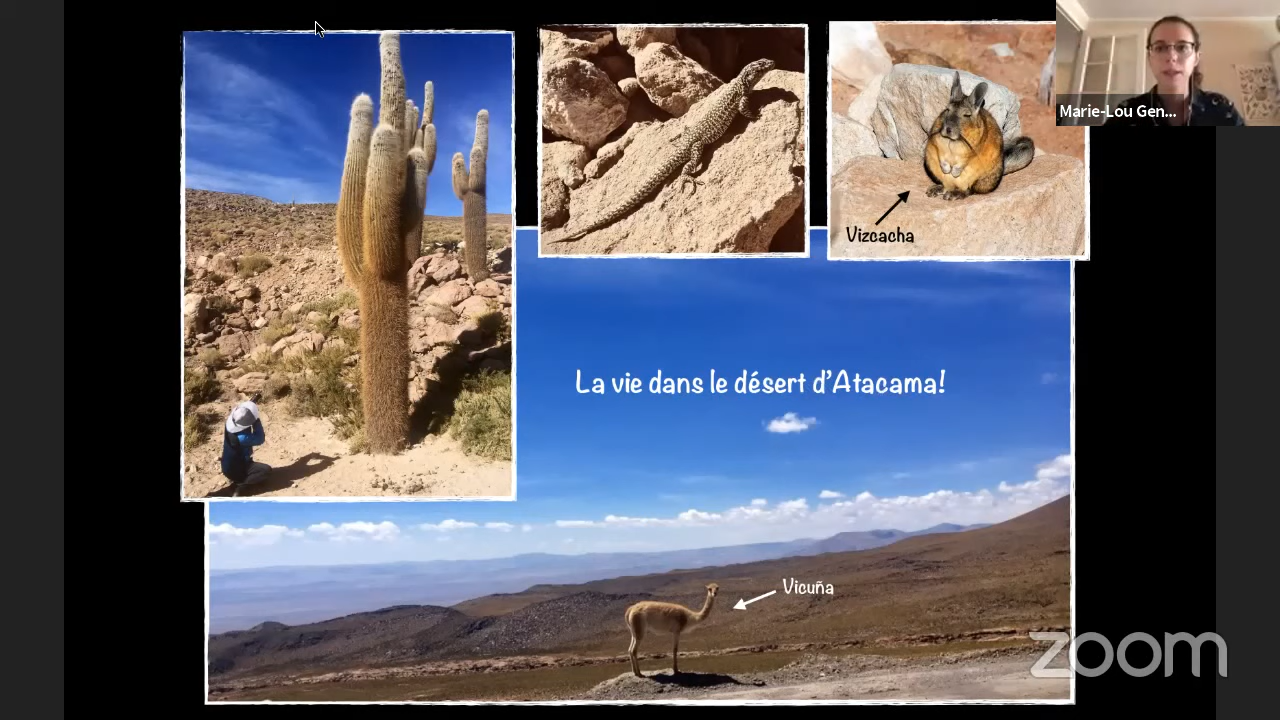 Marie-Lou Gen...
Vizcacha
La vie dans le désert d'Atacama!
Vicuña
zoom